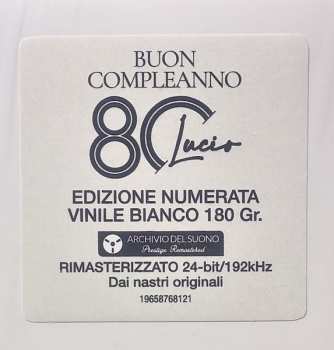 BUON
COMPLEANNO
80 Lucio
EDIZIONE NUMERATA
VINILE BIANCO 180 Gr.
ARCHIVIO DEL SUONO
Prestige Remastered
RIMASTERIZZATO 24-bit/192kHz
Dai nastri originali
19658768121